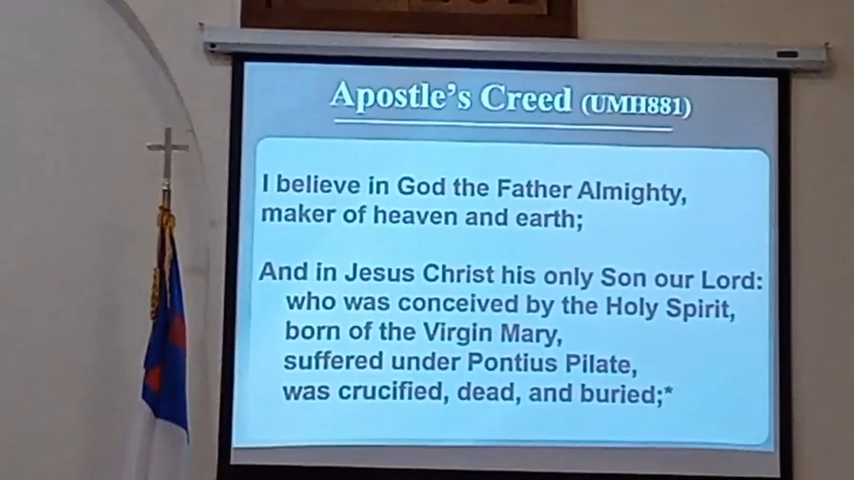 Apostle's Creed (UMH881)
I believe in God the Father Almighty,
maker of heaven and earth;
And in Jesus Christ his only Son our Lord:
who was conceived by the Holy Spirit,
born of the Virgin Mary,
suffered under Pontius Pilate,
was crucified, dead, and buried;*